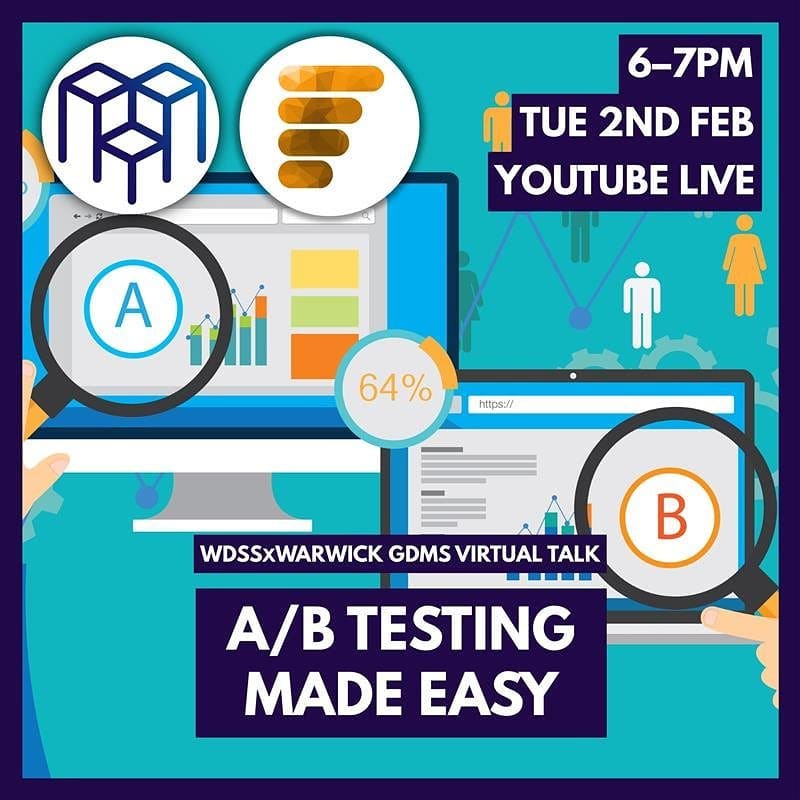 6–7PM
TUE 2ND FEB
YOUTUBE LIVE
A
64%
https://
B
WDSSxWARWICK GDMS VIRTUAL TALK
A/B TESTING
MADE EASY